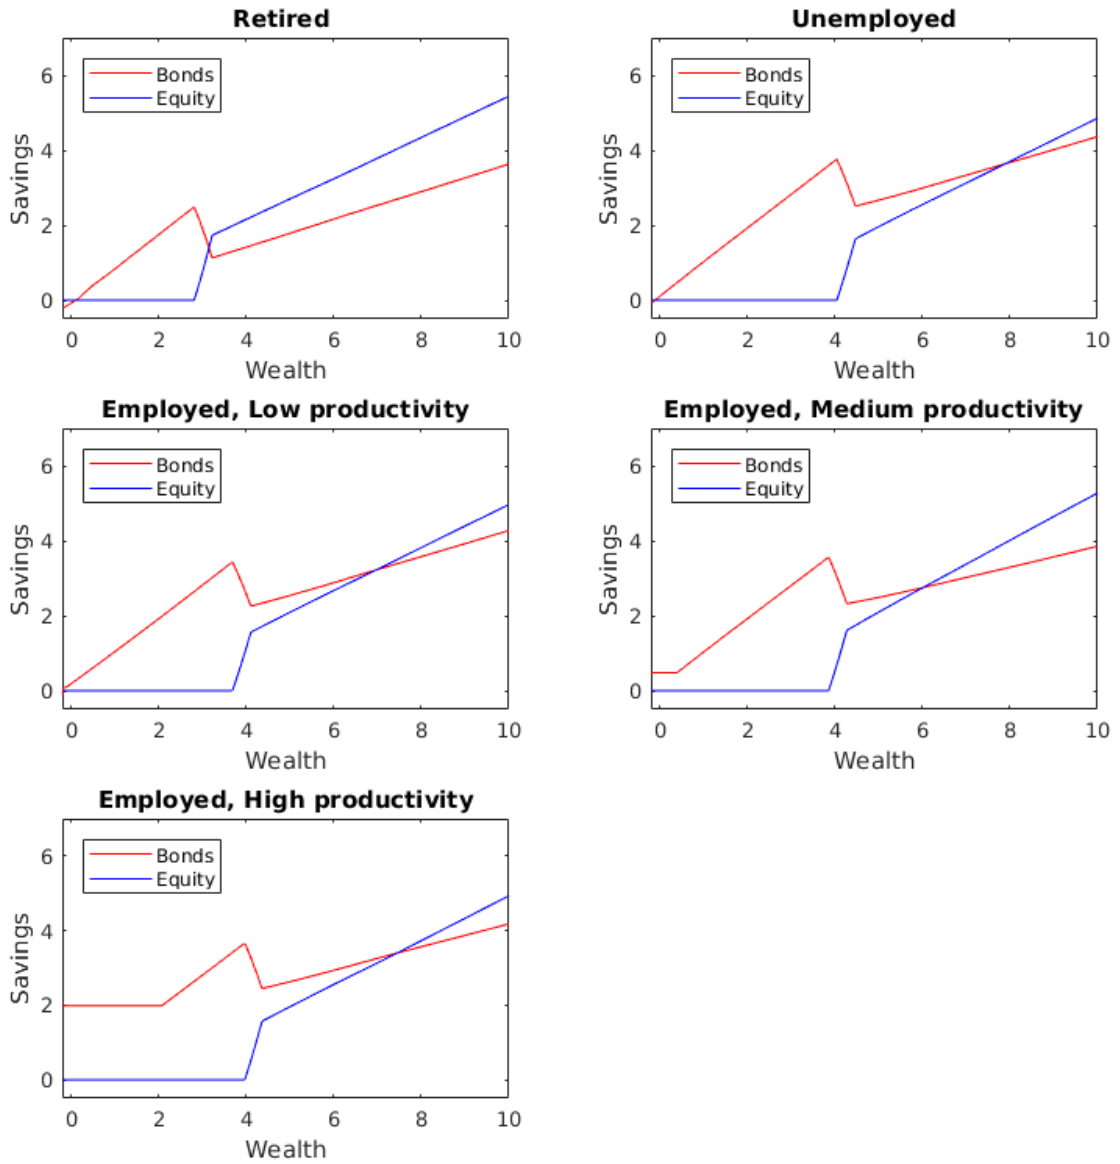 Retired
6
4
2
0
Savings
Bonds
Equity
0 2 4 6 8 10
Wealth
Unemployed
6
4
2
0
Savings
Bonds
Equity
0 2 4 6 8 10
Wealth
Employed, Low productivity
6
4
2
0
Savings
Bonds
Equity
0 2 4 6 8 10
Wealth
Employed, Medium productivity
6
4
2
0
Savings
Bonds
Equity
0 2 4 6 8 10
Wealth
Employed, High productivity
6
4
2
0
Savings
Bonds
Equity
0 2 4 6 8 10
Wealth